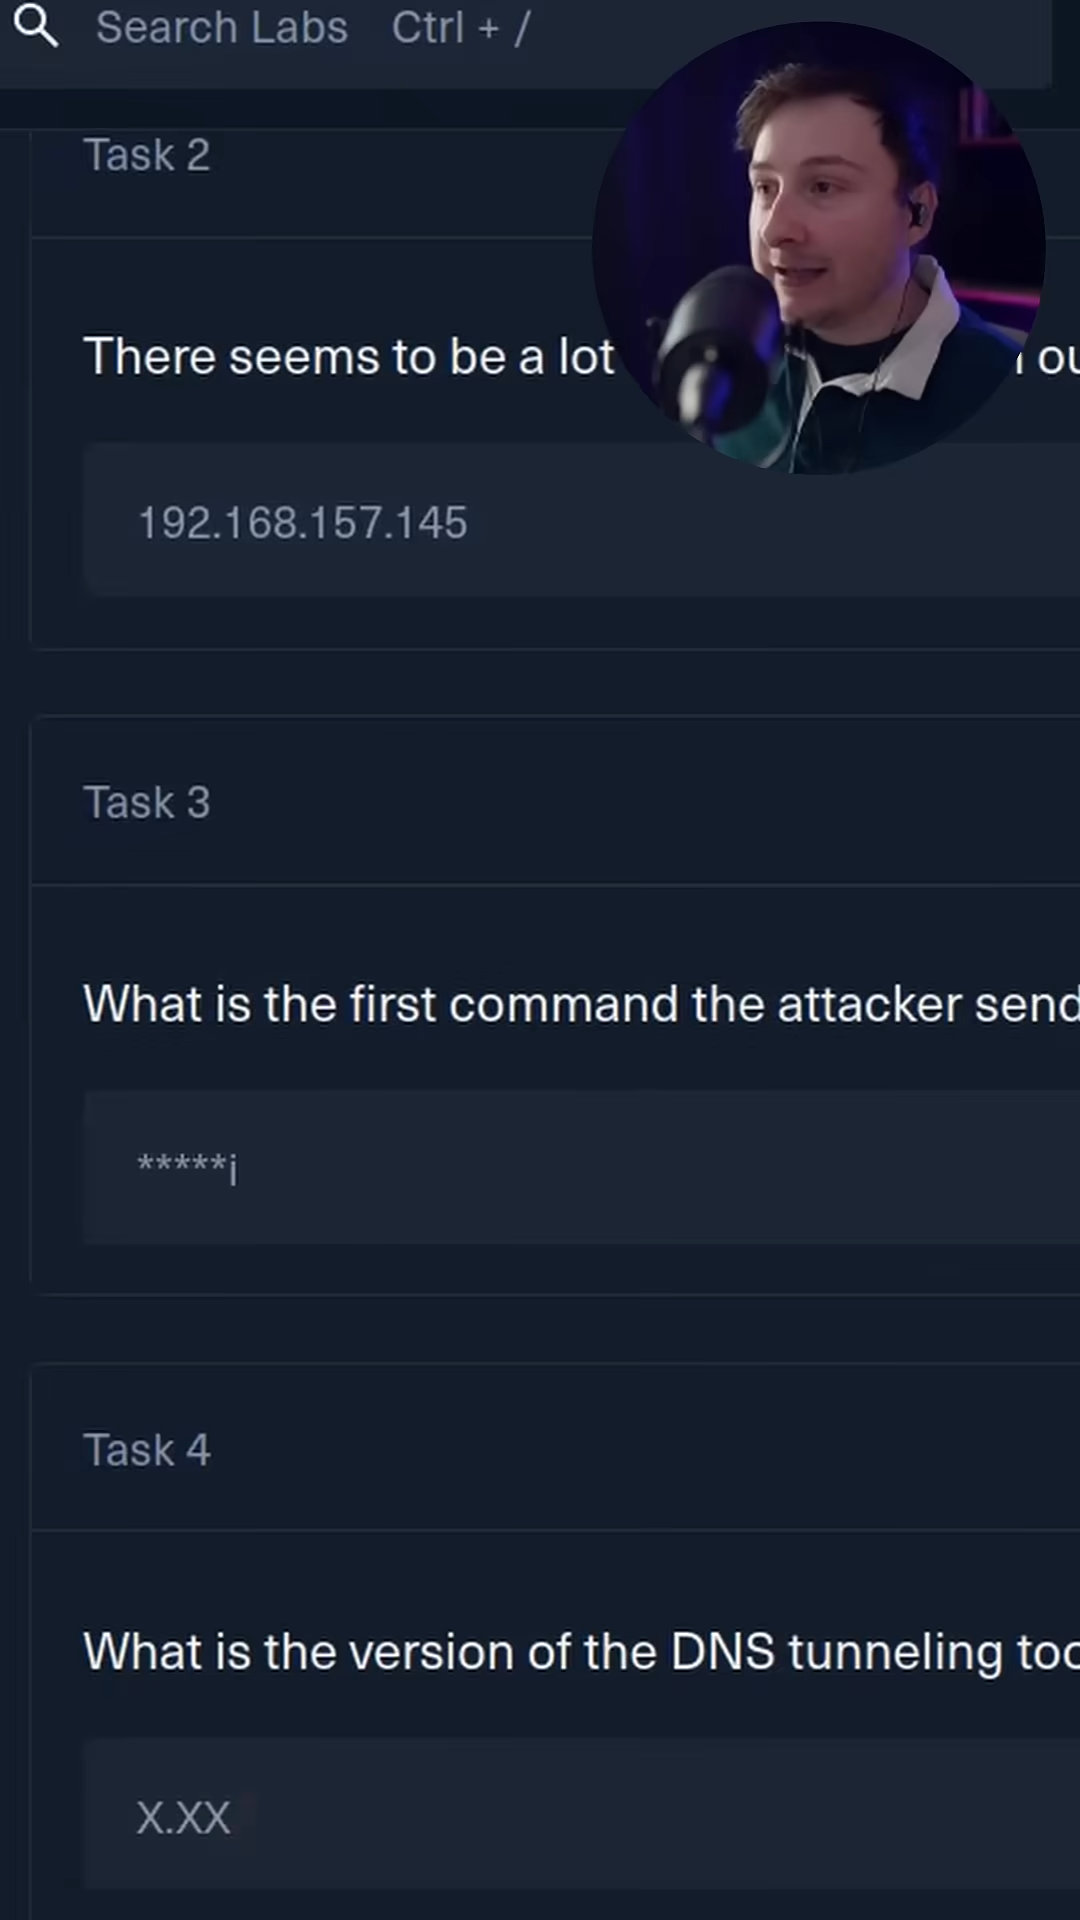 Search Labs Ctrl + /
Task 2
There seems to be a lot
192.168.157.145
Task 3
What is the first command the attacker send
*****i
Task 4
What is the version of the DNS tunneling too
X.XX